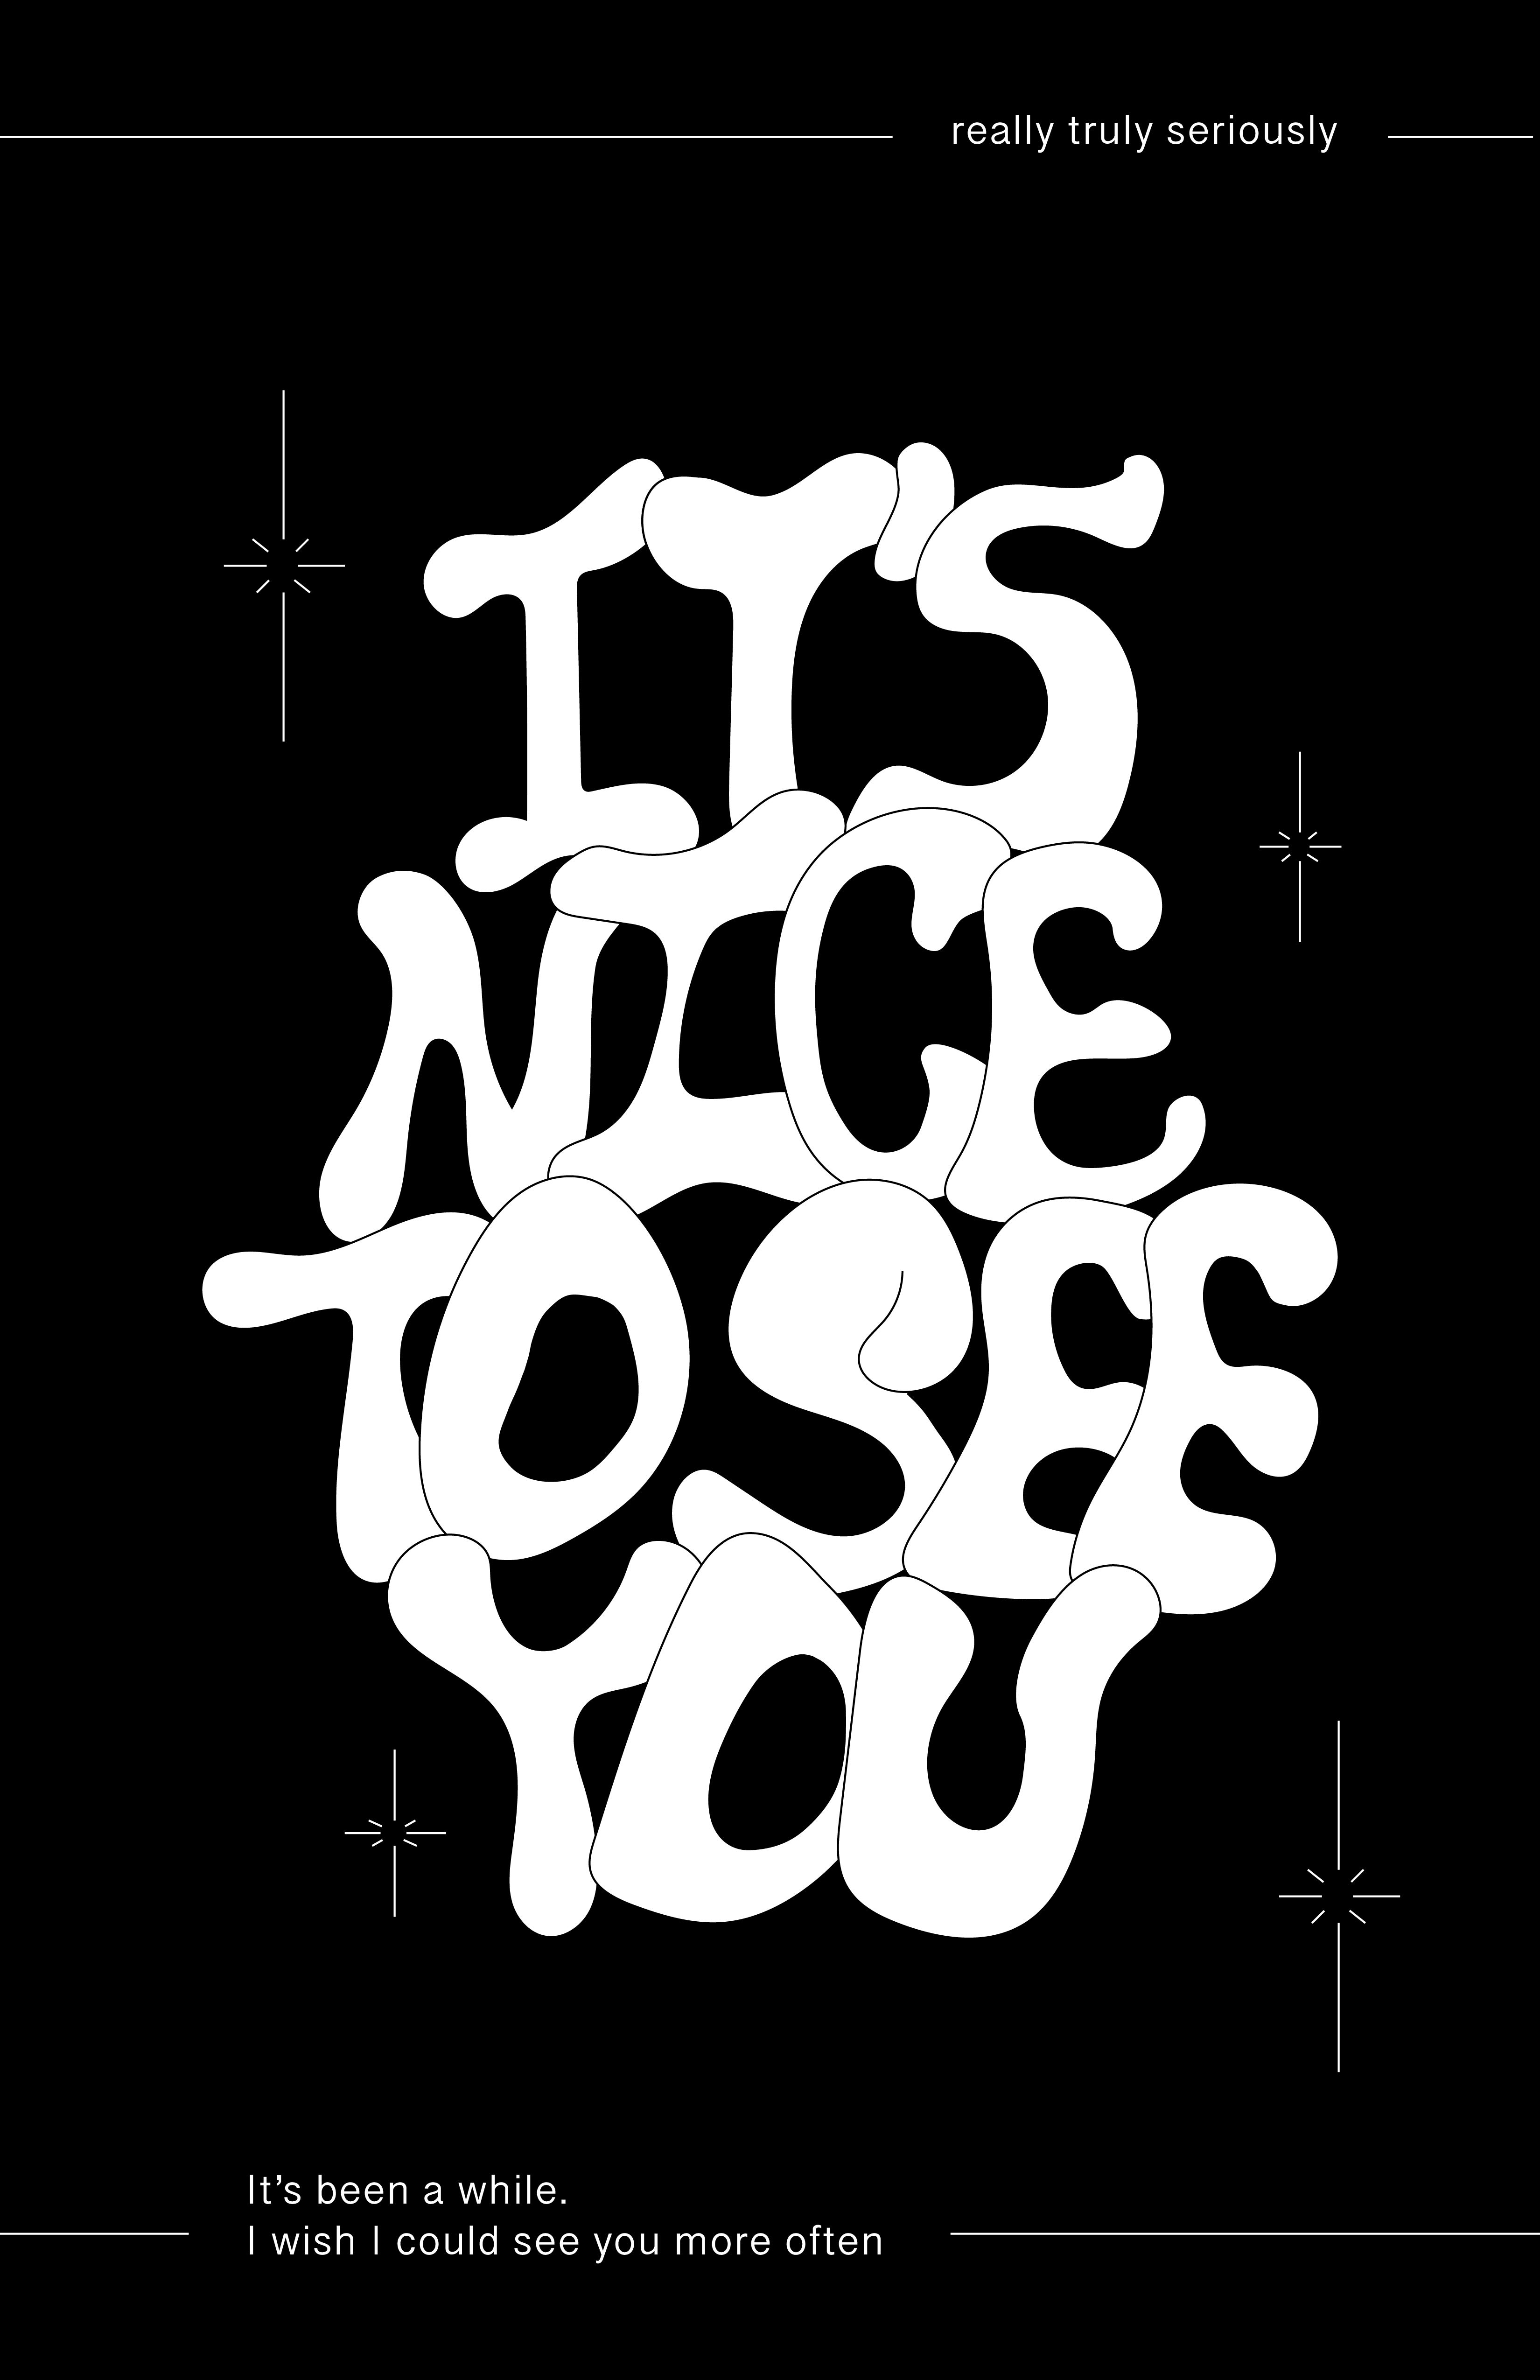 really truly seriously
IT'S
NICE
TO SEE
YOU
It's been a while.
I wish I could see you more often